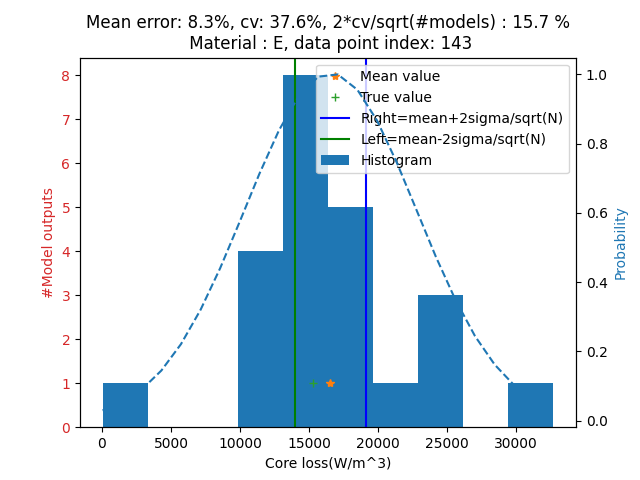 Mean error: 8.3%, cv: 37.6%, 2*cv/sqrt(#models) : 15.7 %
Material : E, data point index: 143
Mean value
True value
Right=mean+2sigma/sqrt(N)
Left=mean-2sigma/sqrt(N)
Histogram
#Model outputs
8
7
6
5
4
3
2
1
0
1.0
0.8
0.6
0.4
0.2
0.0
Probability
0 5000 10000 15000 20000 25000 30000
Core loss(W/m^3)